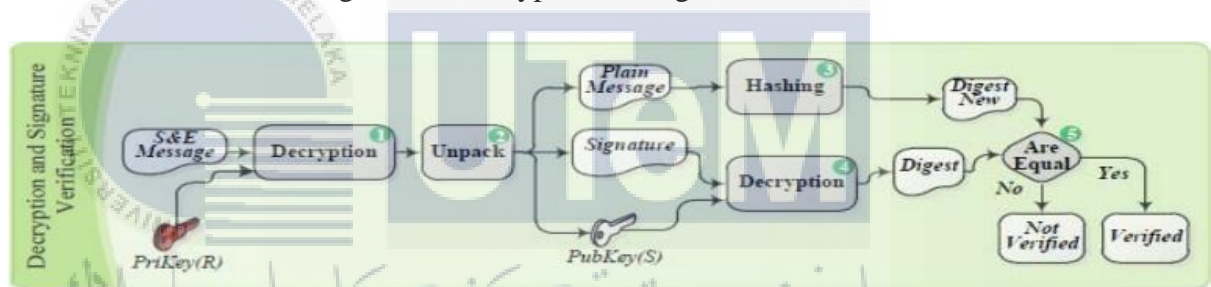 Decryption and Signature
Verification
S&E
Message
PriKey(R)
1
Decryption
2
Unpack
Plain
Message
Signature
PubKey(S)
3
Hashing
4
Decryption
Digest
New
Digest
5
Are
Equal
No
Yes
Not
Verified
Verified
UTeM